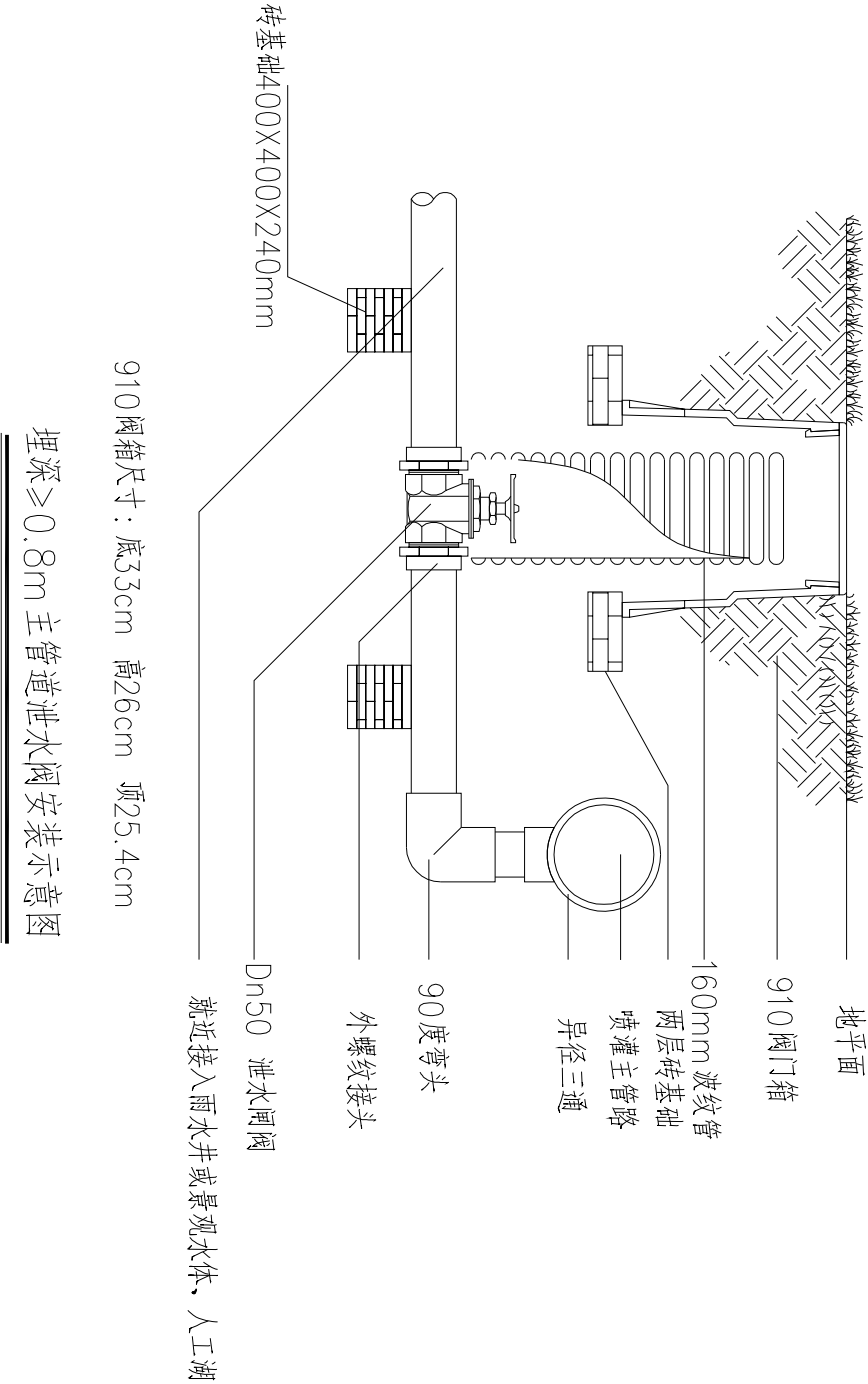 地平面
910阀门箱
160mm 波纹管
两层砖基础
喷灌主管路
异径三通
90度弯头
外螺纹接头
Dn50 泄水闸阀
就近接入雨水井或景观水体、人工湖
砖基础400X400X240mm
910阀箱尺寸：底33cm 高26cm 顶25.4cm
埋深≥0.8m 主管道泄水阀安装示意图